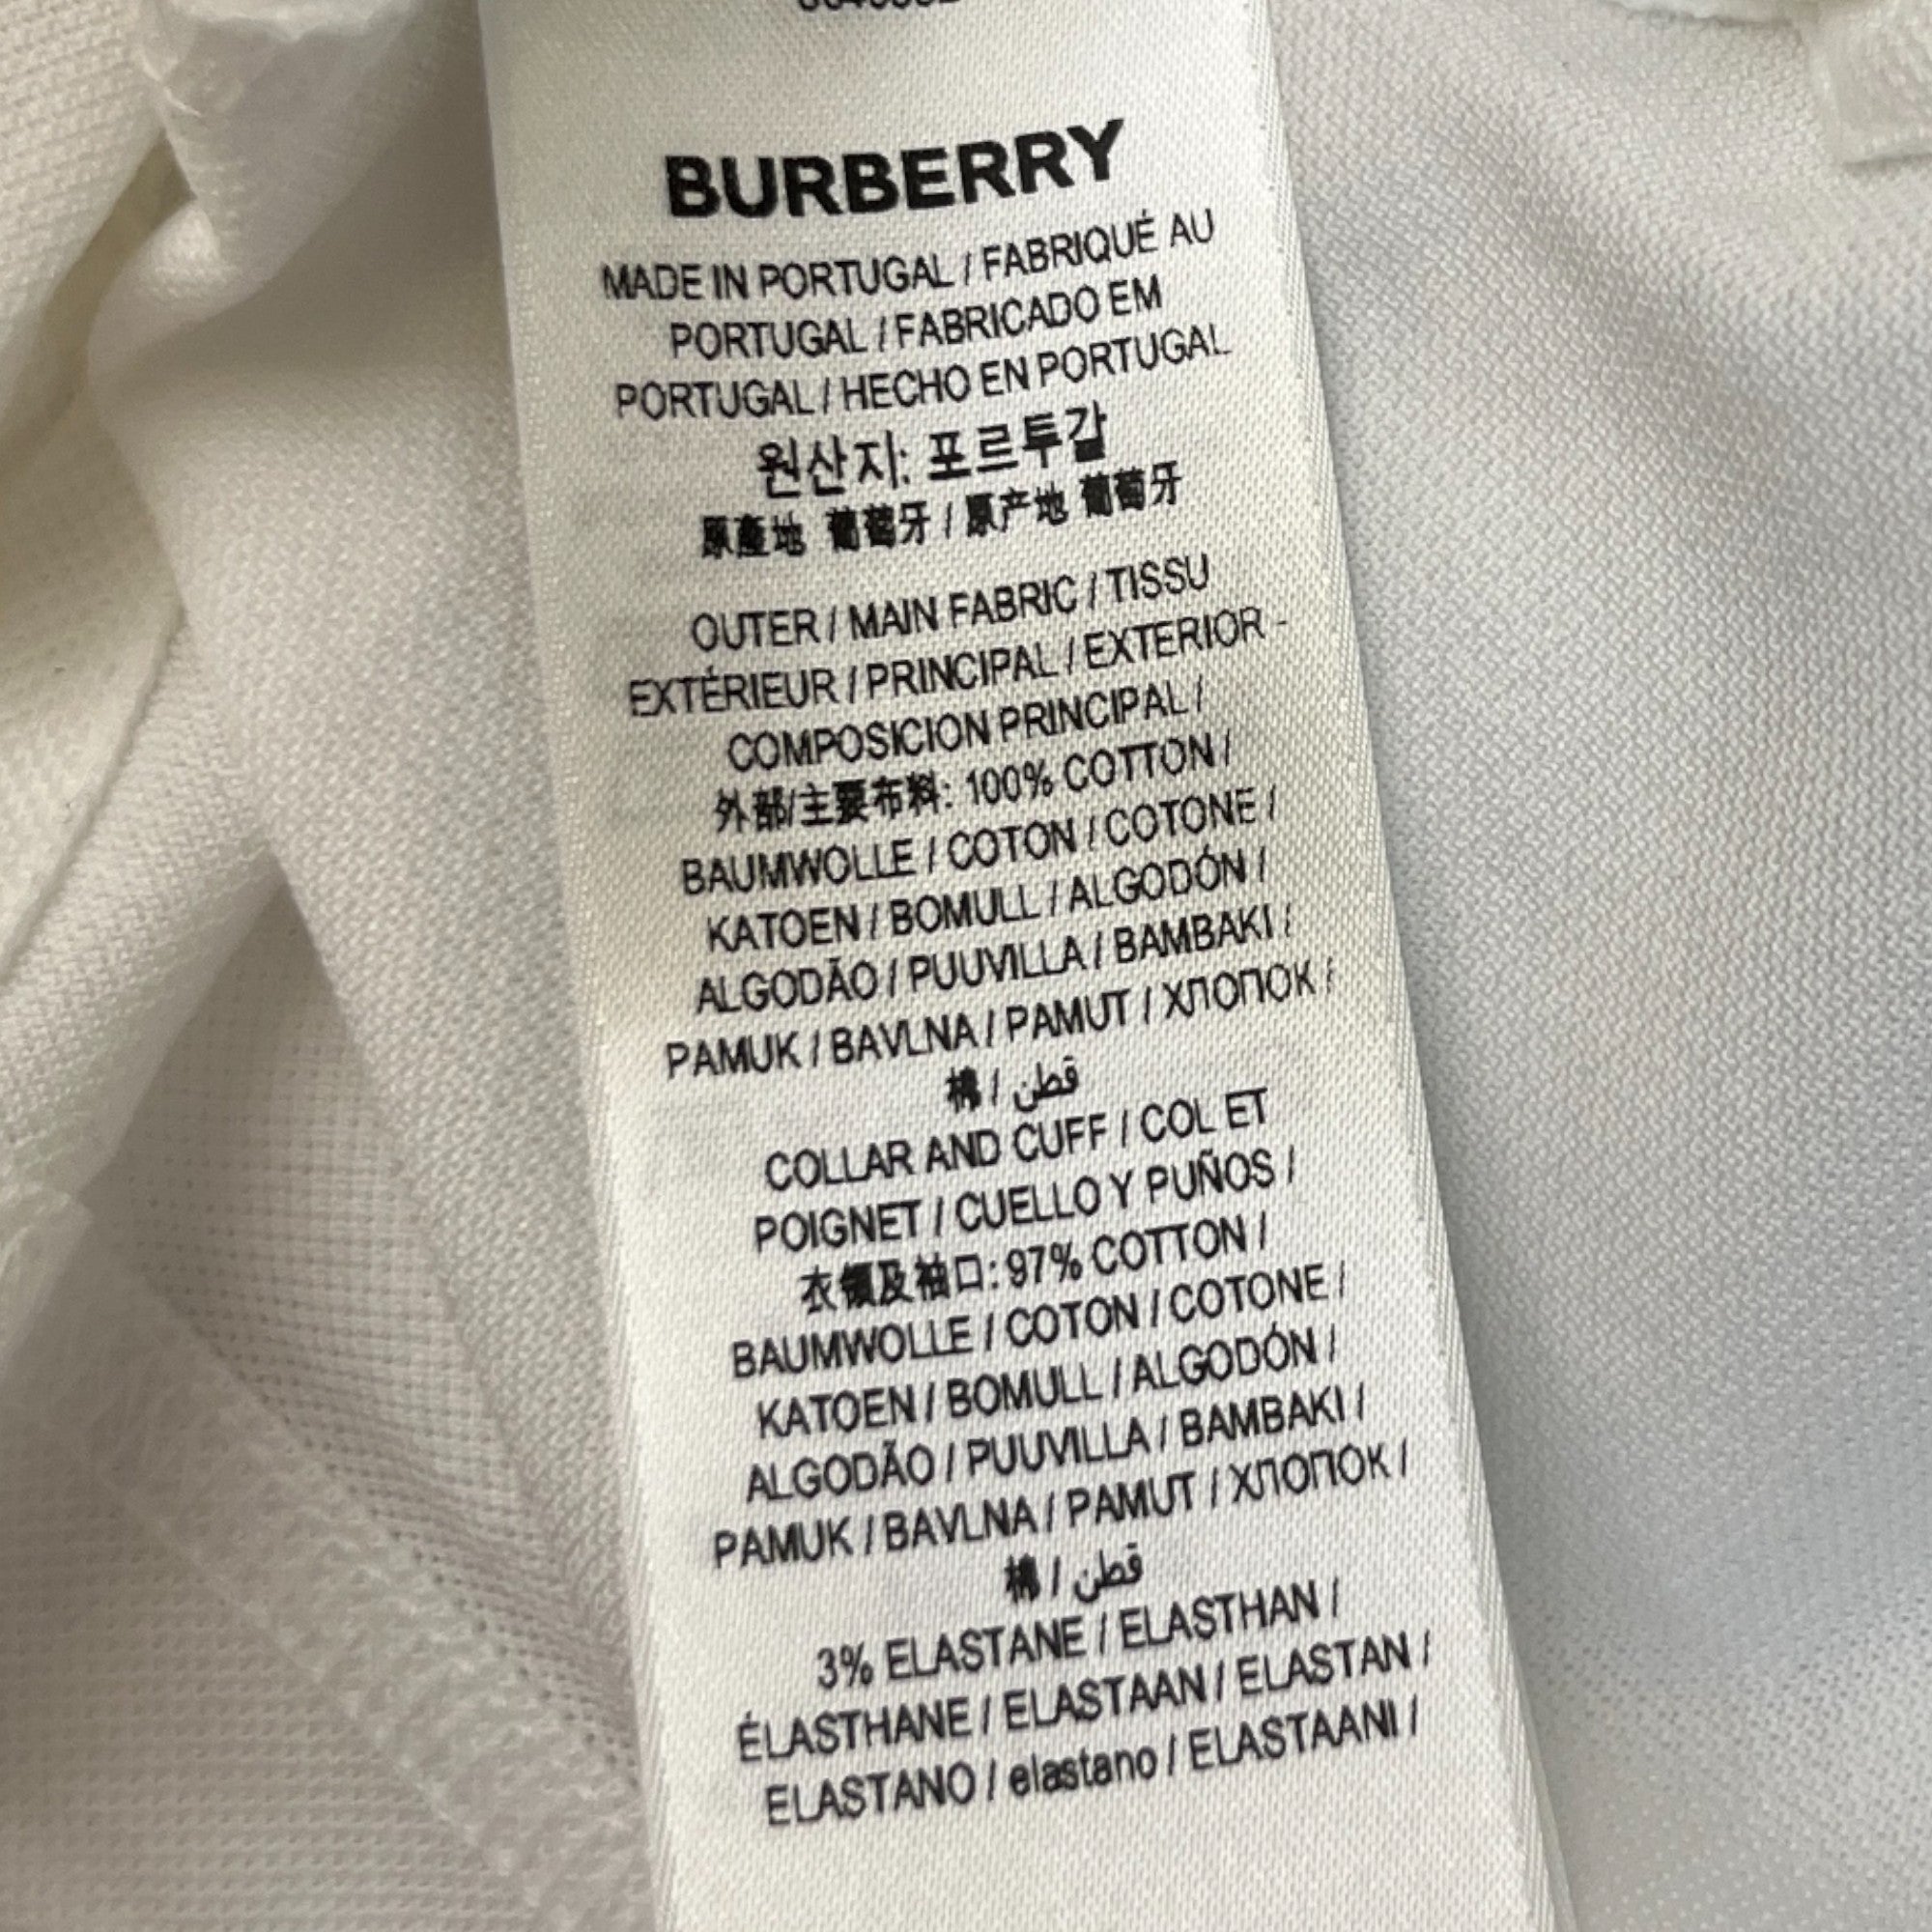 BURBERRY
MADE IN PORTUGAL / FABRIQUÉ AU
PORTUGAL / FABRICADO EM
PORTUGAL / HECHO EN PORTUGAL
원산지: 포르투갈
原產地 葡萄牙 / 原产地 葡萄牙
OUTER / MAIN FABRIC / TISSU
EXTÉRIEUR / PRINCIPAL / EXTERIOR -
COMPOSICION PRINCIPAL /
外部/主要布料: 100% COTTON /
BAUMWOLLE / COTON / COTONE /
KATOEN / BOMULL / ALGODÓN /
ALGODÃO / PUUVILLA / BAMBAKI /
PAMUK / BAVLNA / PAMUT / ХЛОПОК /
棉 / قطن
COLLAR AND CUFF / COL ET
POIGNET / CUELLO Y PUÑOS /
衣領及袖口: 97% COTTON /
BAUMWOLLE / COTON / COTONE /
KATOEN / BOMULL / ALGODÓN /
ALGODÃO / PUUVILLA / BAMBAKI /
PAMUK / BAVLNA / PAMUT / ХЛОПОК /
棉 / قطن
3% ELASTANE / ELASTHAN /
ÉLASTHANE / ELASTAAN / ELASTAN /
ELASTANO / elastano / ELASTAANI /